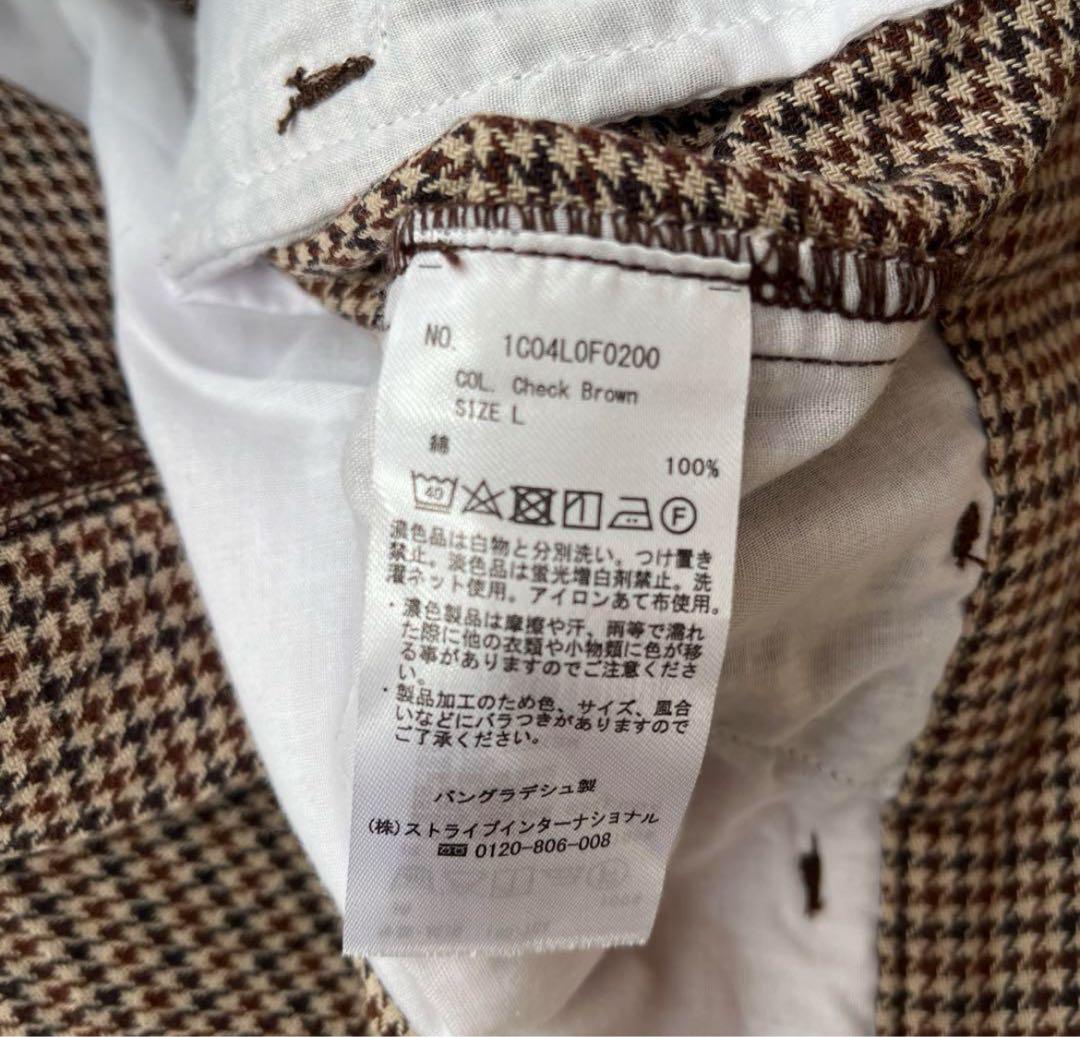 NO. 1C04L0F0200
COL. Check Brown
SIZE L
綿
100%
40
F
濃色品は白物と分別洗い。つけ置き
禁止。淡色品は蛍光増白剤禁止。洗
濯ネット使用。アイロンあて布使用。
・濃色製品は摩擦や汗、雨等で濡れ
た際に他の衣類や小物類に色が移
る事がありますのでご注意くださ
い。
・製品加工のため色、サイズ、風合
いなどにバラつきがありますので
ご了承ください。
バングラデシュ製
(株)ストライプインターナショナル
0120-806-008